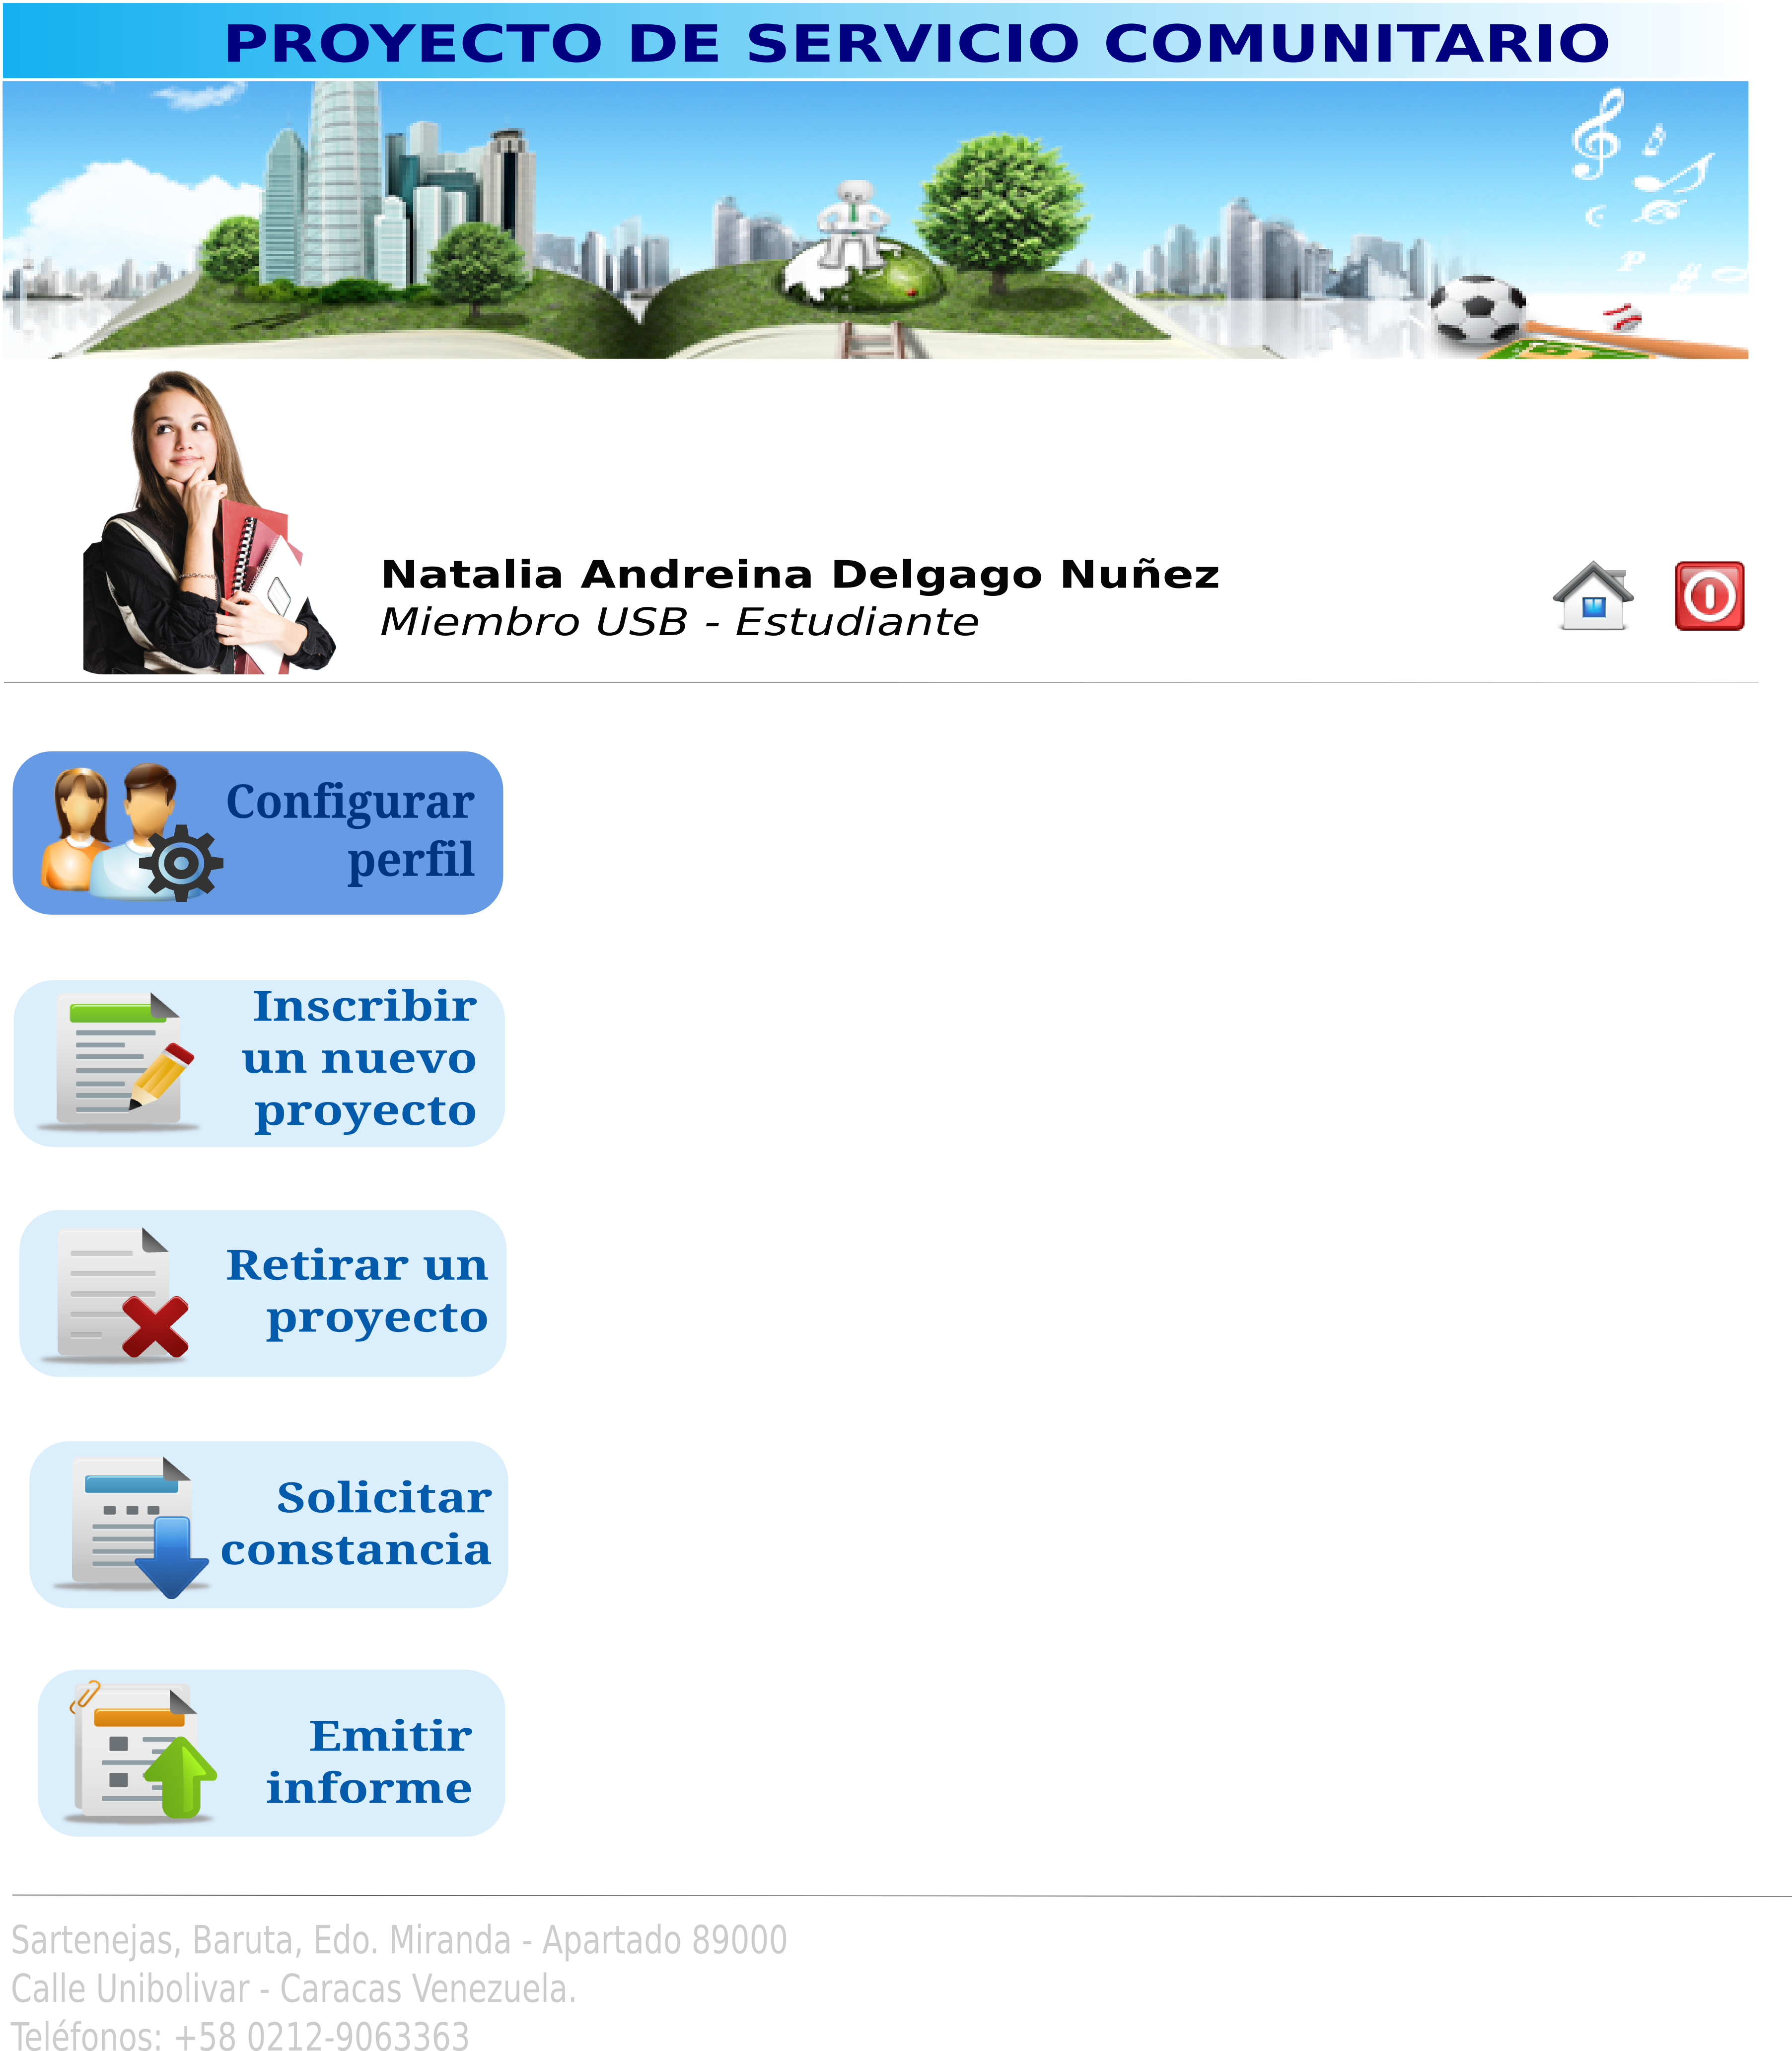 PROYECTO DE SERVICIO COMUNITARIO
Natalia Andreina Delgago Nuñez
Miembro USB - Estudiante
Configurar
perfil
Inscribir
un nuevo
proyecto
Retirar un
proyecto
Solicitar
constancia
Emitir
informe
Sartenejas, Baruta, Edo. Miranda - Apartado 89000
Calle Unibolivar - Caracas Venezuela.
Teléfonos: +58 0212-9063363